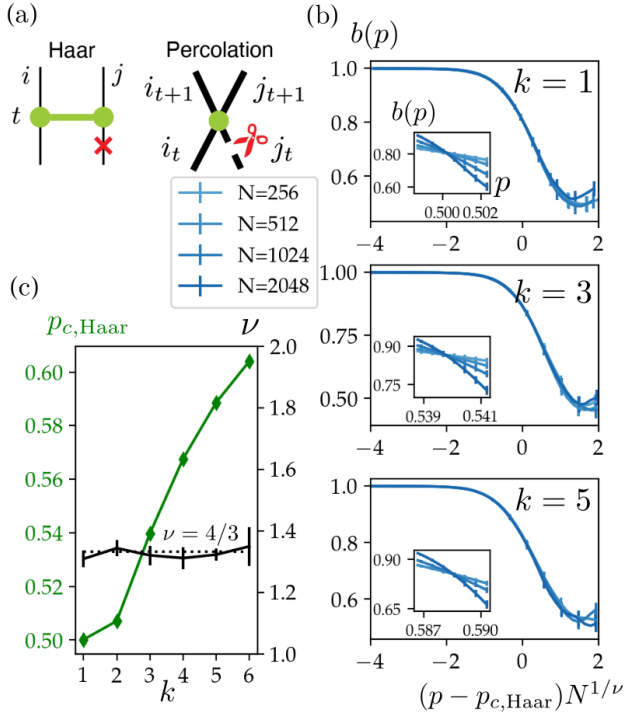 (a)
Haar
i
j
t
Percolation
i_{t+1}
j_{t+1}
i_t
j_t
N=256
N=512
N=1024
N=2048
(b)
b(p)
k = 1
1.0
0.8
0.6
−4
−2
0
2
b(p)
0.80
0.60
0.500
0.502
p
k = 3
1.00
0.75
0.50
−4
−2
0
2
0.90
0.75
0.539
0.541
k = 5
1.0
0.8
0.6
−4
−2
0
2
0.90
0.65
0.587
0.590
(p − p_{c,Haar})N^{1/ν}
(c)
p_{c,Haar}
ν
0.60
0.58
0.56
0.54
0.52
0.50
2.0
1.8
1.6
1.4
1.2
1.0
ν = 4/3
1 2 3 4 5 6
k